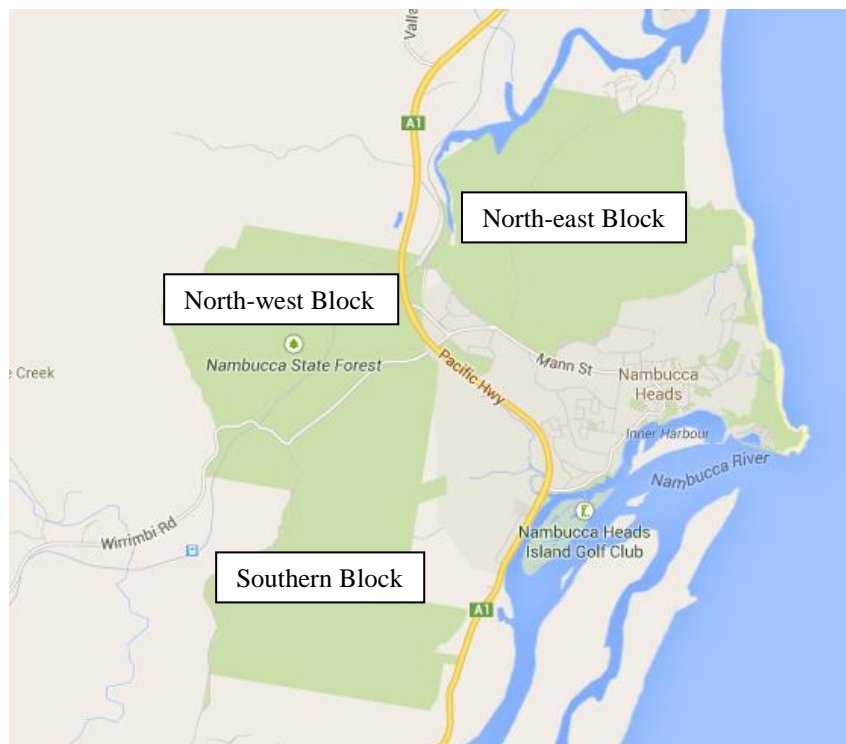 Valla
A1
North-east Block
North-west Block
Nambucca State Forest
e Creek
Pacific Hwy
Mann St
Nambucca
Heads
Inner Harbour
Nambucca River
Wirrimbi Rd
Nambucca Heads
Island Golf Club
Southern Block
A1